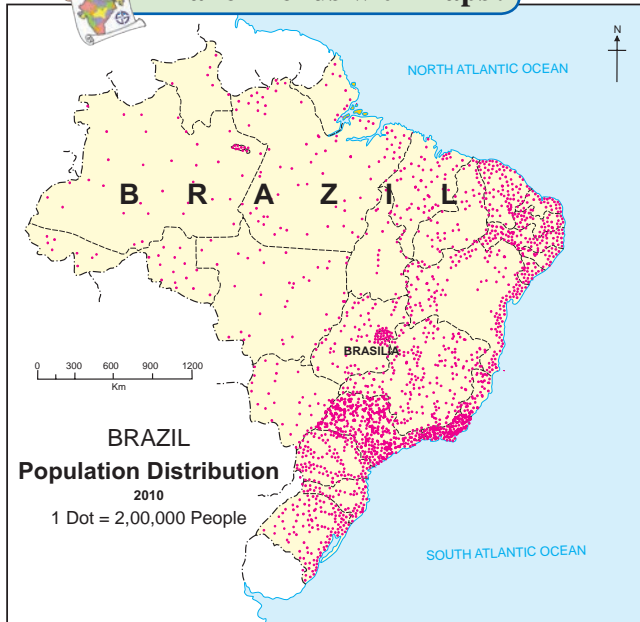 N
NORTH ATLANTIC OCEAN
B R A Z I L
BRASILIA
0 300 600 900 1200
Km
BRAZIL
Population Distribution
2010
1 Dot = 2,00,000 People
SOUTH ATLANTIC OCEAN